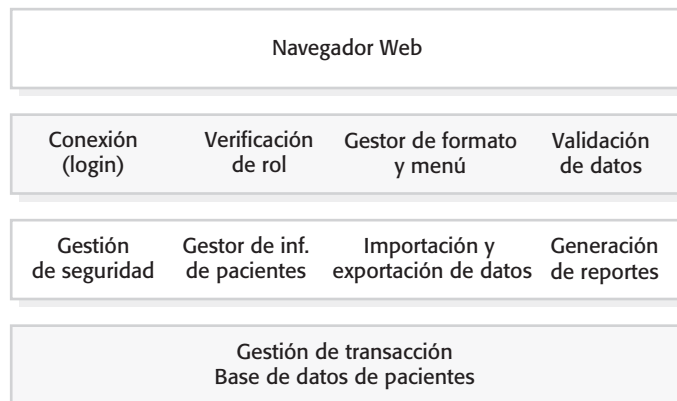 Navegador Web
Conexión
(login)
Verificación
de rol
Gestor de formato
y menú
Validación
de datos
Gestión
de seguridad
Gestor de inf.
de pacientes
Importación y
exportación de datos
Generación
de reportes
Gestión de transacción
Base de datos de pacientes